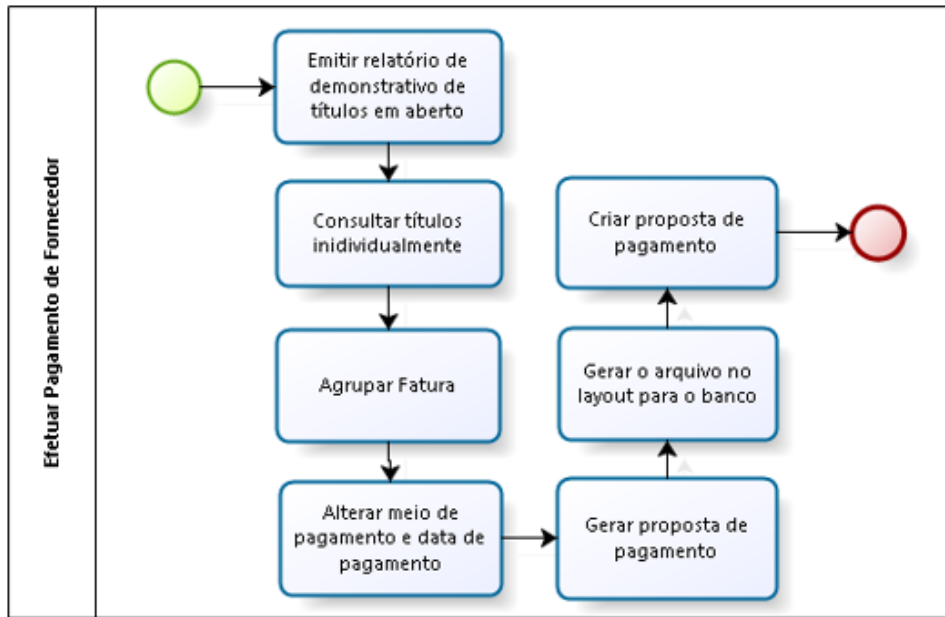 Efetuar Pagamento de Fornecedor
Emitir relatório de
demonstrativo de
títulos em aberto
Consultar títulos
inidividualmente
Agrupar Fatura
Alterar meio de
pagamento e data de
pagamento
Gerar proposta de
pagamento
Gerar o arquivo no
layout para o banco
Criar proposta de
pagamento